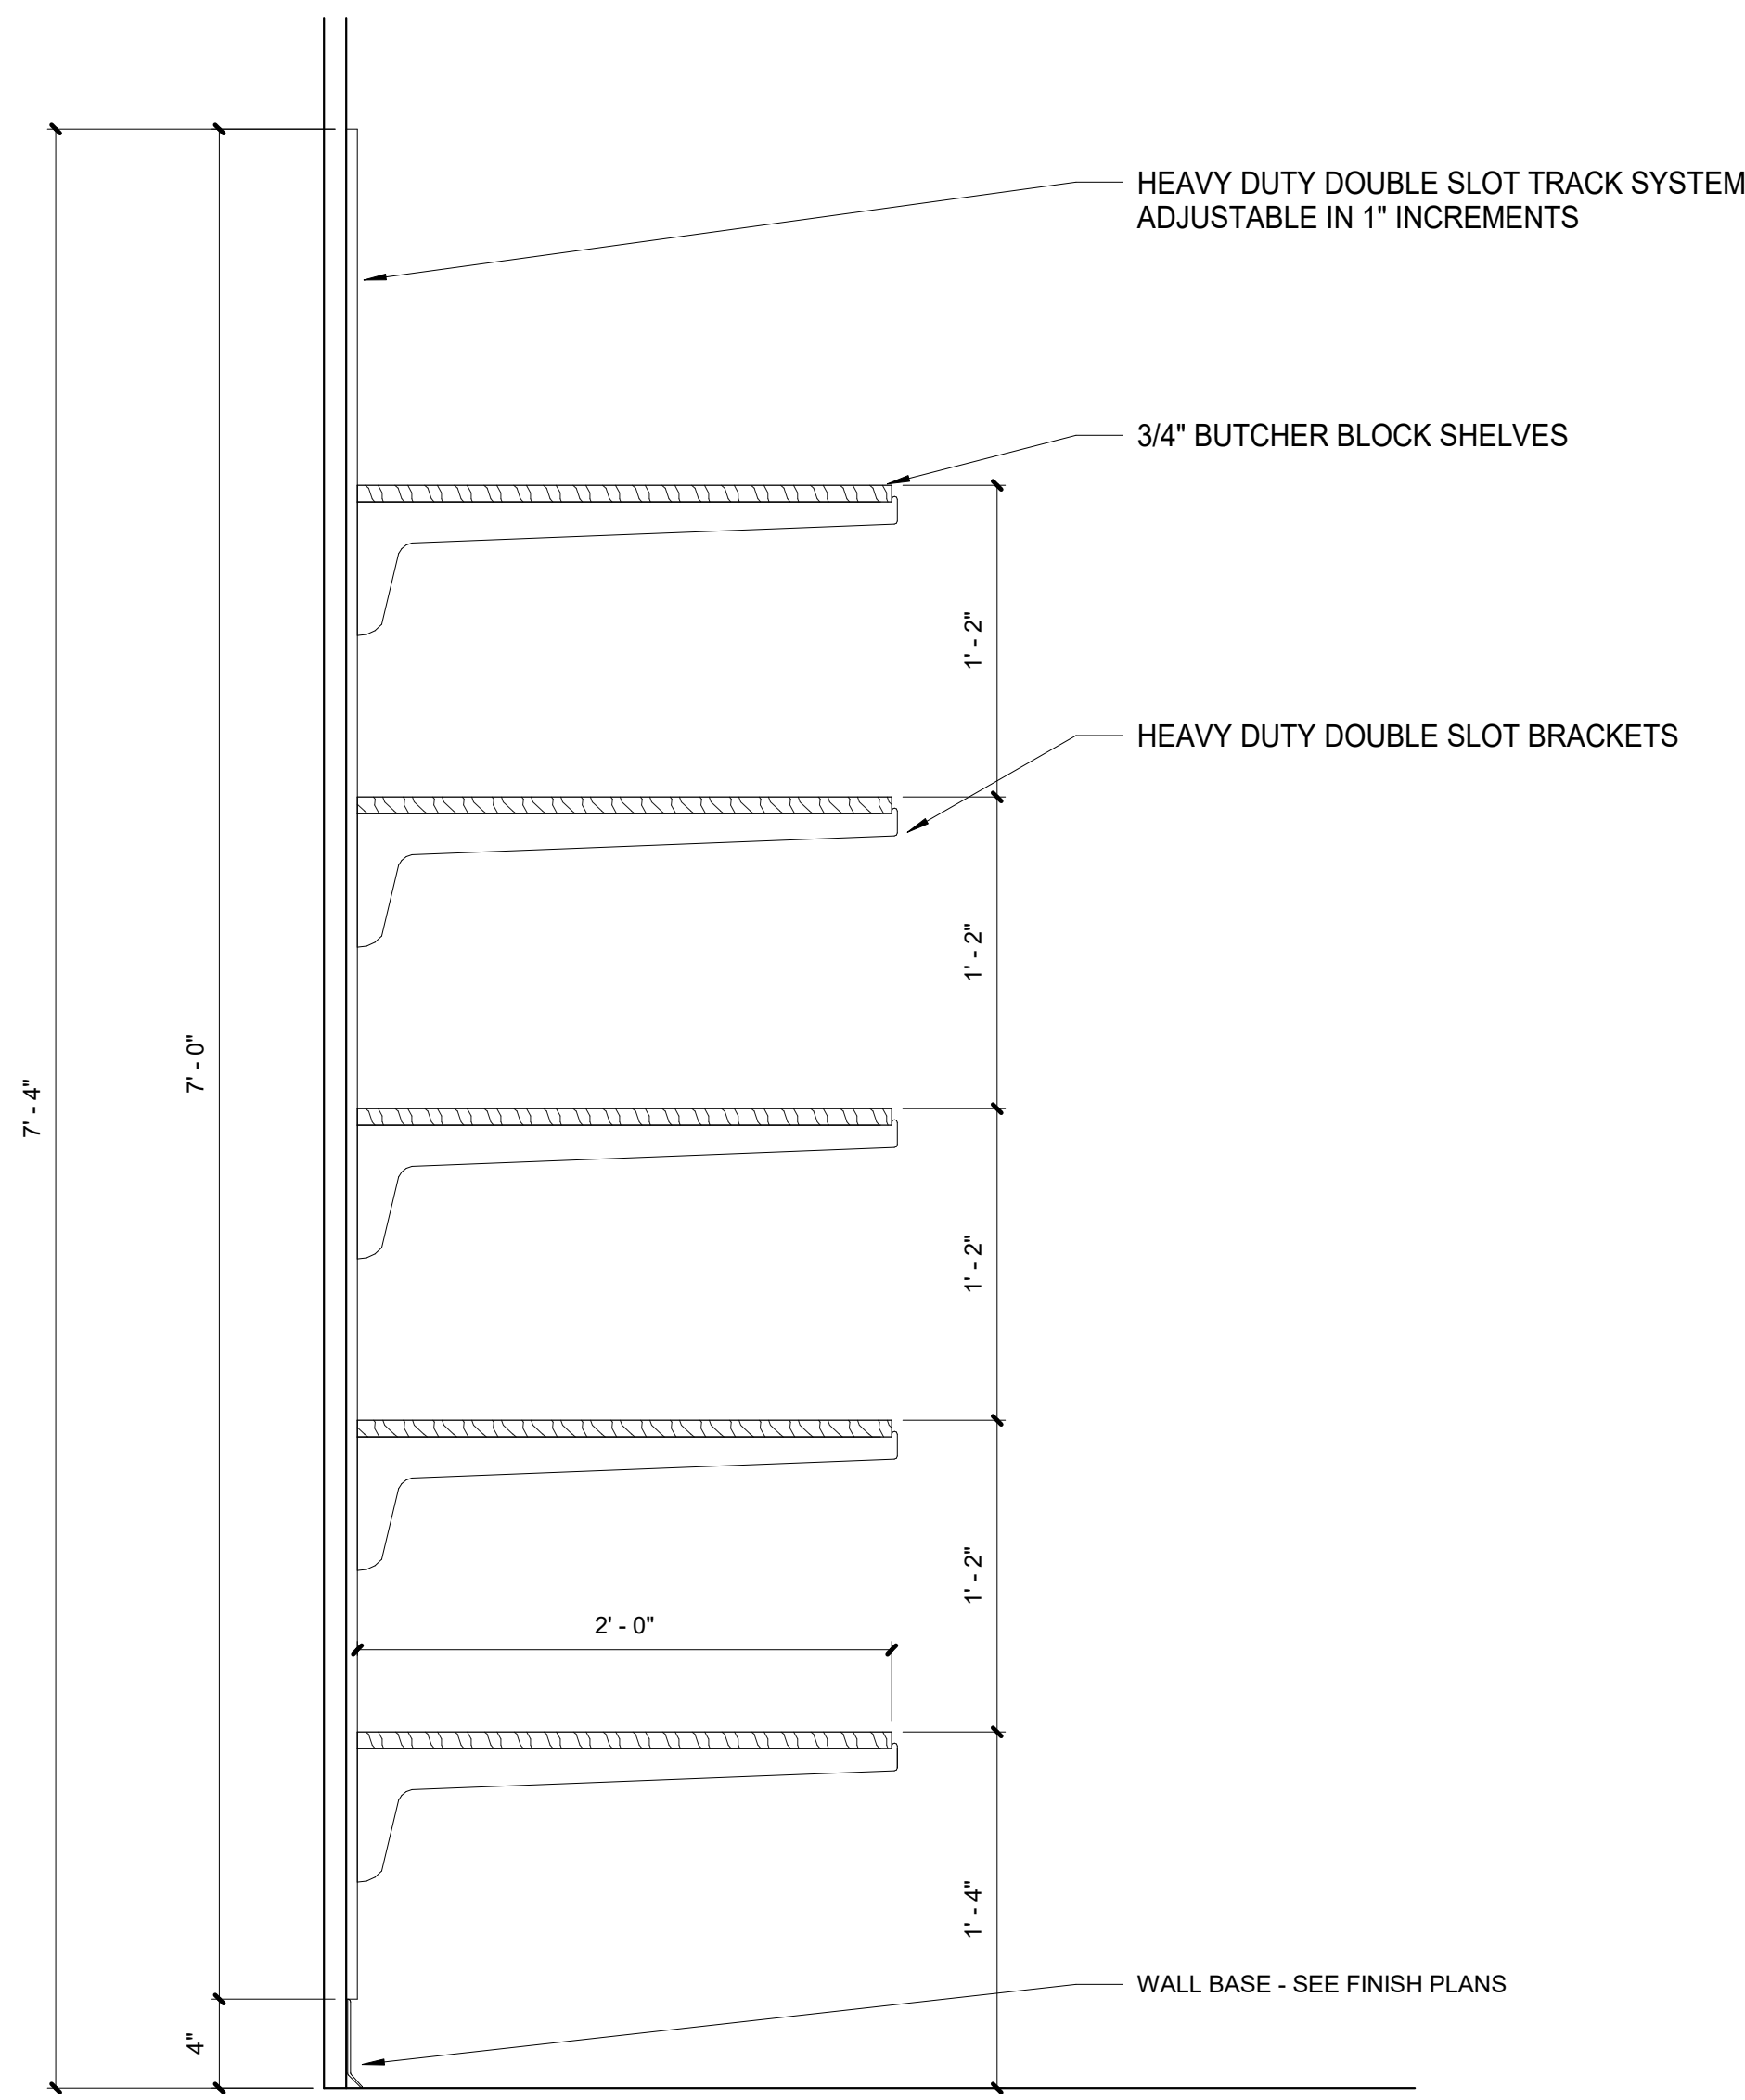 HEAVY DUTY DOUBLE SLOT TRACK SYSTEM
ADJUSTABLE IN 1" INCREMENTS
3/4" BUTCHER BLOCK SHELVES
1' - 2"
HEAVY DUTY DOUBLE SLOT BRACKETS
1' - 2"
7' - 0"
7' - 4"
1' - 2"
1' - 2"
2' - 0"
1' - 4"
WALL BASE - SEE FINISH PLANS
4"